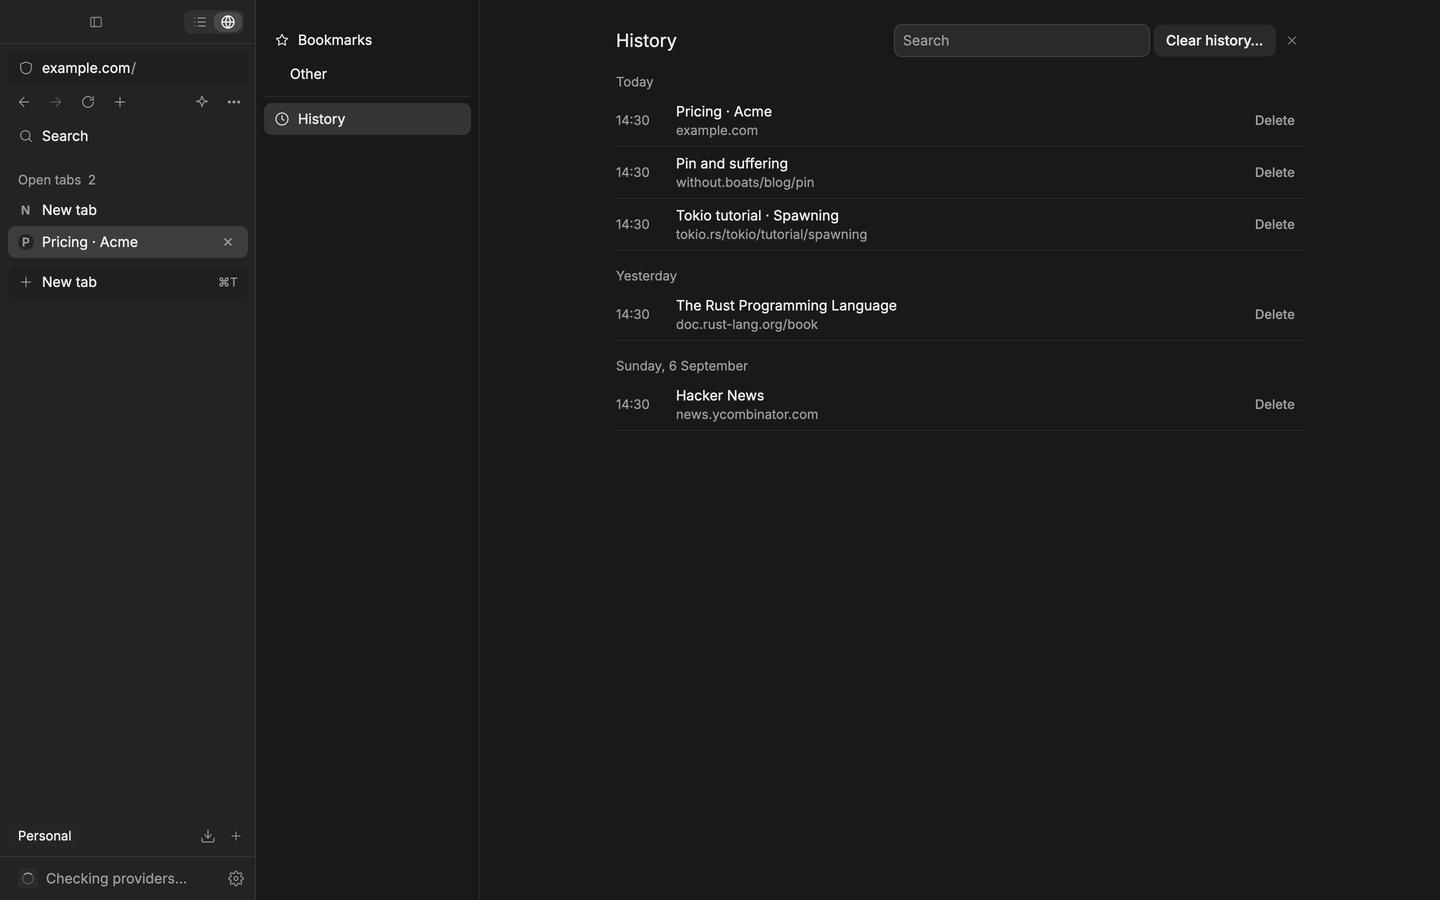 example.com/
Search
Open tabs 2
N New tab
P Pricing · Acme
New tab ⌘T
Personal
Checking providers...
Bookmarks
Other
History
History
Search
Clear history...
Today
14:30
Pricing · Acme
example.com
Delete
14:30
Pin and suffering
without.boats/blog/pin
Delete
14:30
Tokio tutorial · Spawning
tokio.rs/tokio/tutorial/spawning
Delete
Yesterday
14:30
The Rust Programming Language
doc.rust-lang.org/book
Delete
Sunday, 6 September
14:30
Hacker News
news.ycombinator.com
Delete